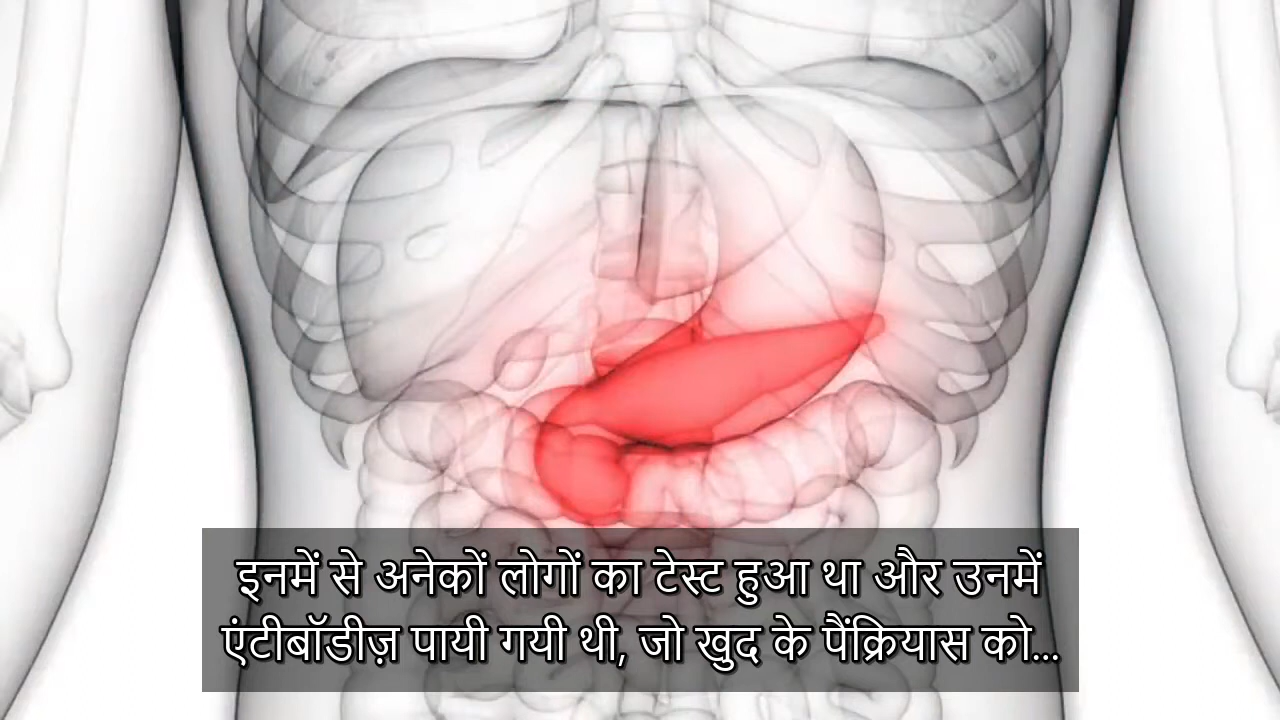 इनमें से अनेकों लोगों का टेस्ट हुआ था और उनमें
एंटीबॉडीज़ पायी गयी थी, जो खुद के पैंक्रियास को...